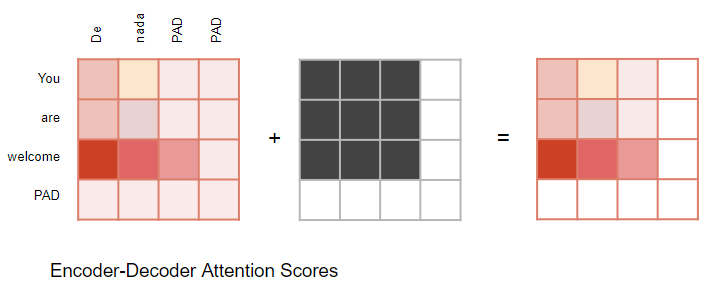 De nada PAD PAD
You
are
welcome
PAD
+ =
Encoder-Decoder Attention Scores